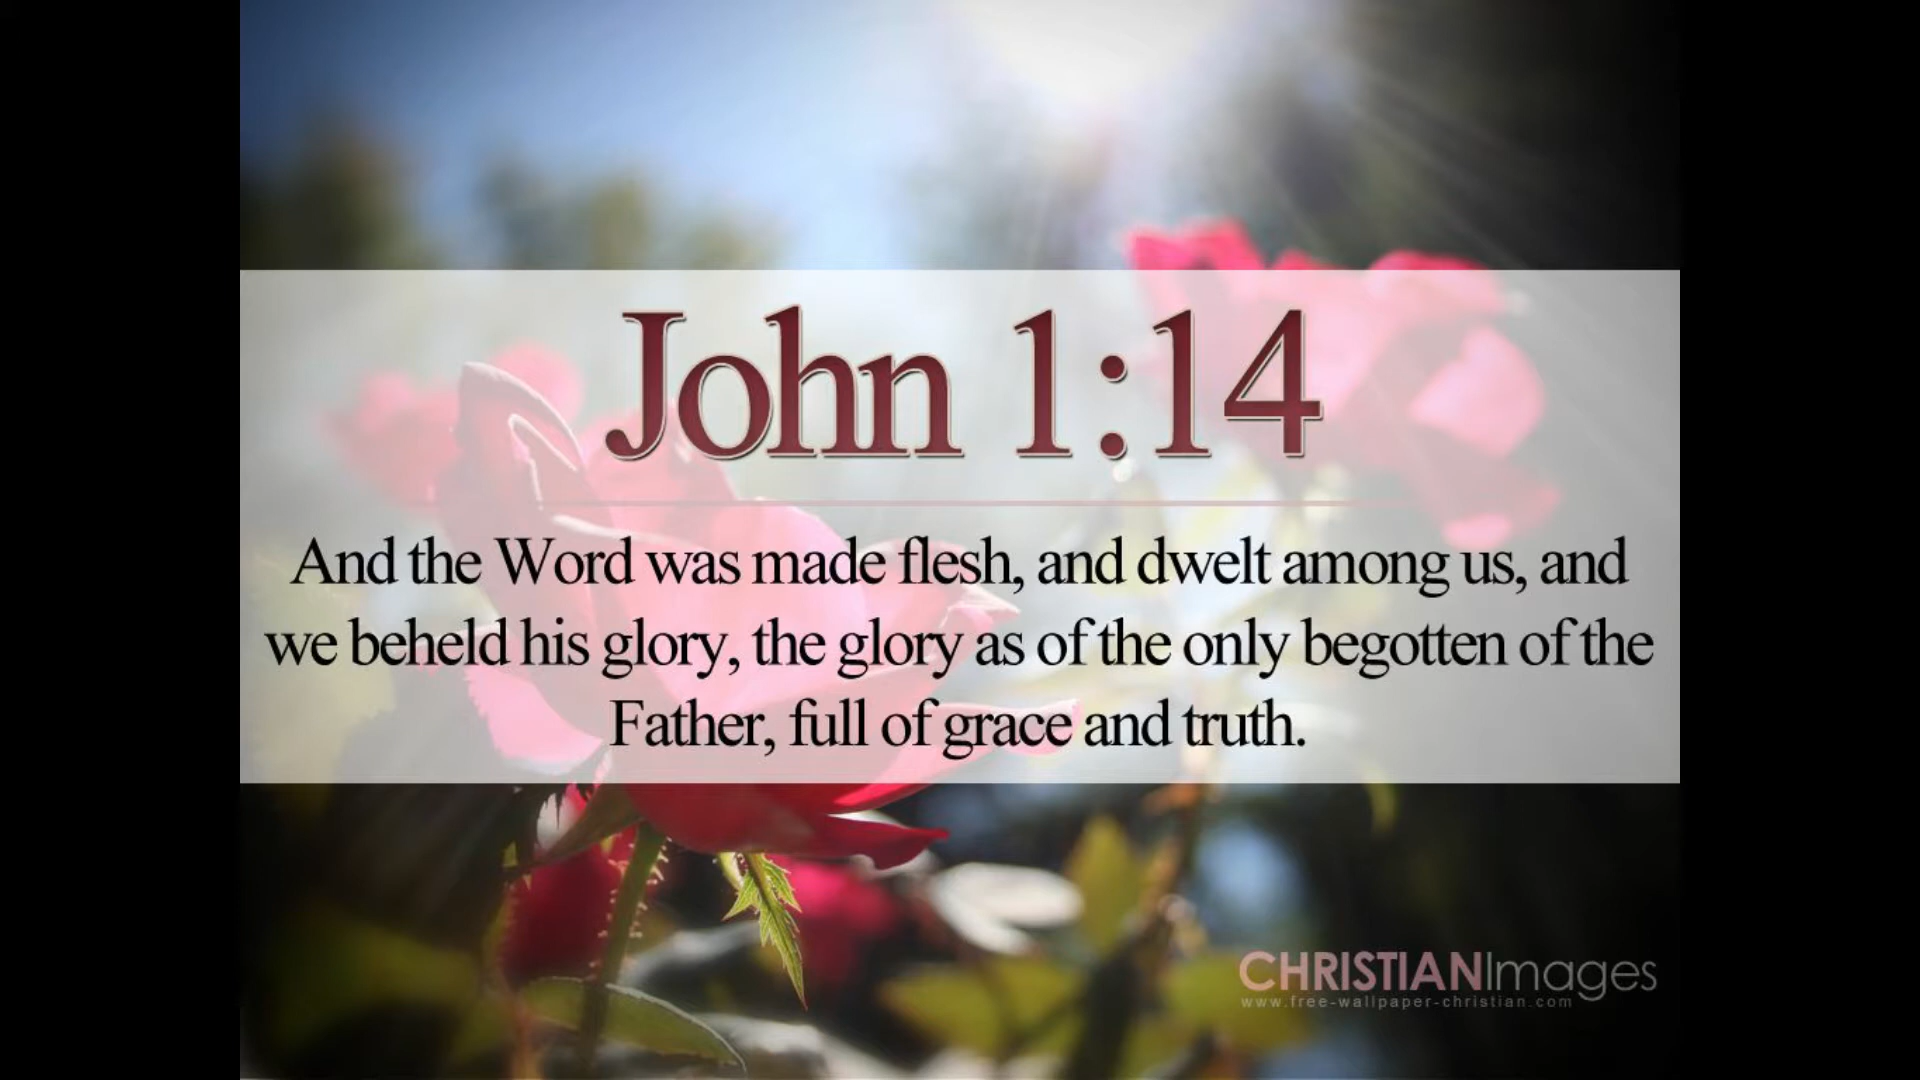 John 1:14
And the Word was made flesh, and dwelt among us, and
we beheld his glory, the glory as of the only begotten of the
Father, full of grace and truth.
CHRISTIANImages
www.free-wallpaper-christian.com